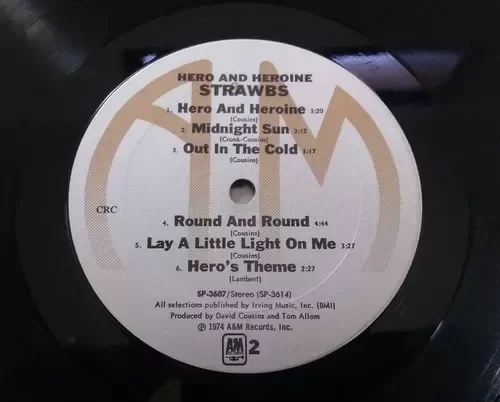 HERO AND HEROINE
STRAWBS
1. Hero And Heroine 3:20
(Cousins)
2. Midnight Sun 3:12
(Cronk-Cousins)
3. Out In The Cold 3:17
(Cousins)
CRC
4. Round And Round 4:44
(Cousins)
5. Lay A Little Light On Me 3:27
(Cousins)
6. Hero's Theme 2:27
(Lambert)
SP-3607/Stereo (SP-3614)
All selections published by Irving Music, Inc. (BMI)
Produced by David Cousins and Tom Allom
Ⓟ 1974 A&M Records, Inc.
A&M 2